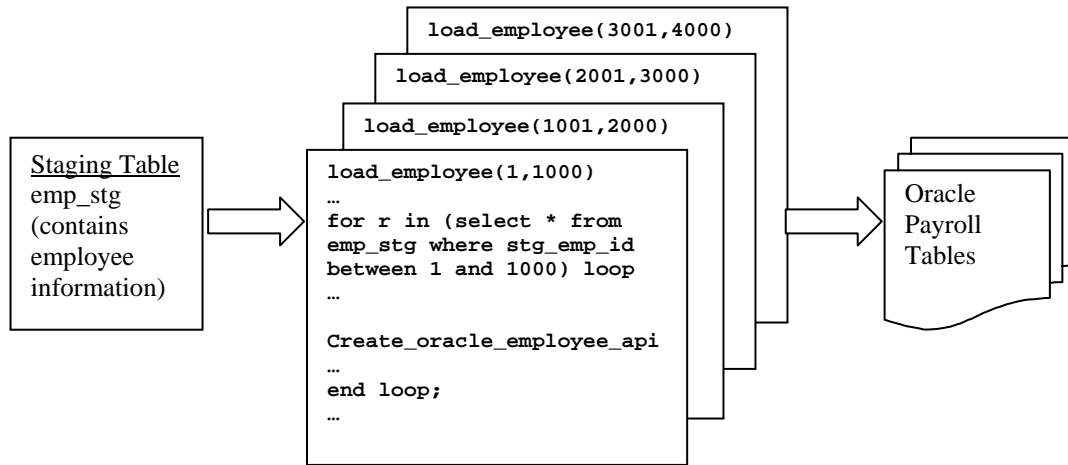 Staging Table
emp_stg
(contains
employee
information)
load_employee(3001,4000)
load_employee(2001,3000)
load_employee(1001,2000)
load_employee(1,1000)
…
for r in (select * from
emp_stg where stg_emp_id
between 1 and 1000) loop
…
Create_oracle_employee_api
…
end loop;
…
Oracle
Payroll
Tables